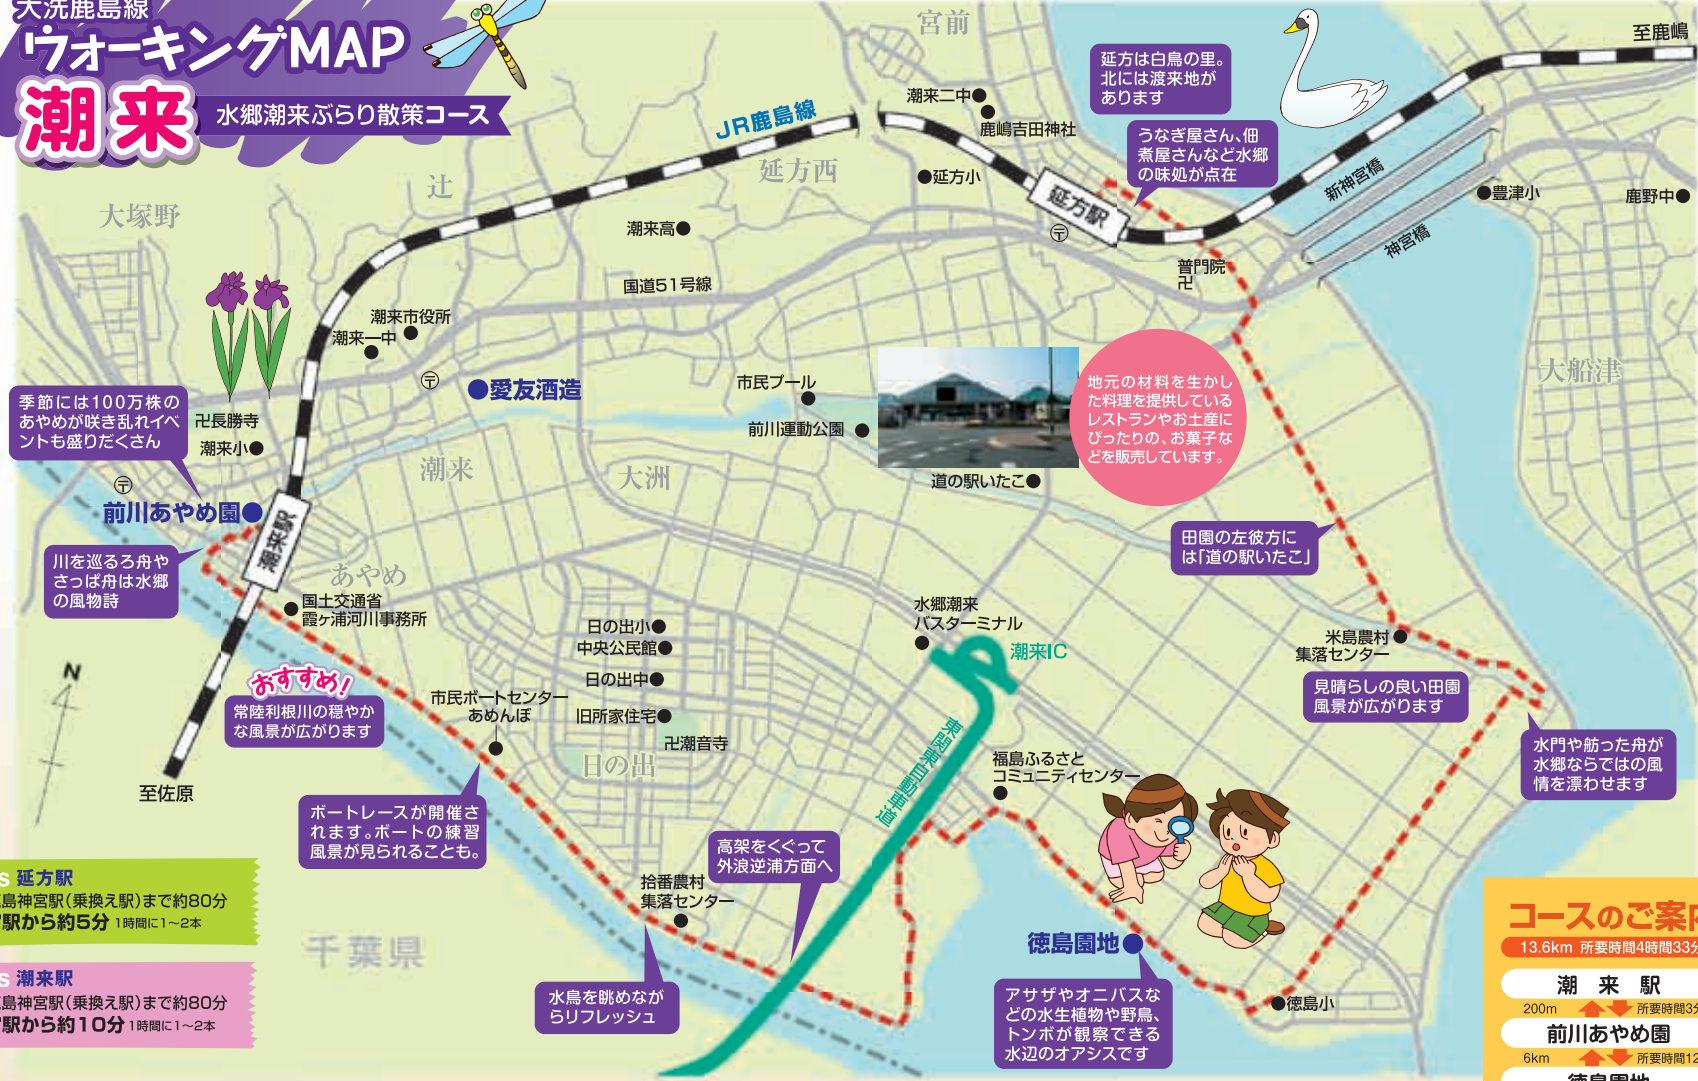 大洗鹿島線
ウォーキングMAP
潮来
水郷潮来ぶらり散策コース
宮前
至鹿嶋
延方は白鳥の里。
北には渡来地が
あります
潮来二中
鹿嶋吉田神社
JR鹿島線
うなぎ屋さん、佃
煮屋さんなど水郷
の味処が点在
延方西
延方小
辻
大塚野
延方駅
新神宮橋
神宮橋
豊津小
鹿野中
潮来高
〒
普門院
卍
国道51号線
潮来市役所
潮来一中
〒
愛友酒造
市民プール
前川運動公園
地元の材料を生かし
た料理を提供している
レストランやお土産に
ぴったりの、お菓子な
どを販売しています。
道の駅いたこ
大船津
季節には100万株の
あやめが咲き乱れイベ
ントも盛りだくさん
卍長勝寺
潮来小
潮来
大洲
〒
前川あやめ園
潮来駅
田園の左彼方に
は「道の駅いたこ」
川を巡るろ舟や
さっぱ舟は水郷
の風物詩
あやめ
国土交通省
霞ヶ浦河川事務所
水郷潮来
バスターミナル
潮来IC
日の出小
中央公民館
日の出中
旧所家住宅
卍潮音寺
日の出
米島農村
集落センター
見晴らしの良い田園
風景が広がります
N
おすすめ!
常陸利根川の穏やか
な風景が広がります
市民ボートセンター
あめんぼ
東関東自動車道
水門や舫った舟が
水郷ならではの風
情を漂わせます
福島ふるさと
コミュニティセンター
至佐原
ボートレースが開催さ
れます。ボートの練習
風景が見られることも。
高架をくぐって
外浪逆浦方面へ
拾番農村
集落センター
S 延方駅
島神宮駅(乗換え駅)まで約80分
駅から約5分 1時間に1～2本
千葉県
徳島園地
S 潮来駅
島神宮駅(乗換え駅)まで約80分
駅から約10分 1時間に1～2本
水鳥を眺めなが
らリフレッシュ
アサザやオニバスな
どの水生植物や野鳥、
トンボが観察できる
水辺のオアシスです
徳島小
コースのご案内
13.6km 所要時間4時間33分
潮来駅
200m 所要時間3分
前川あやめ園
6km 所要時間12
徳島園地